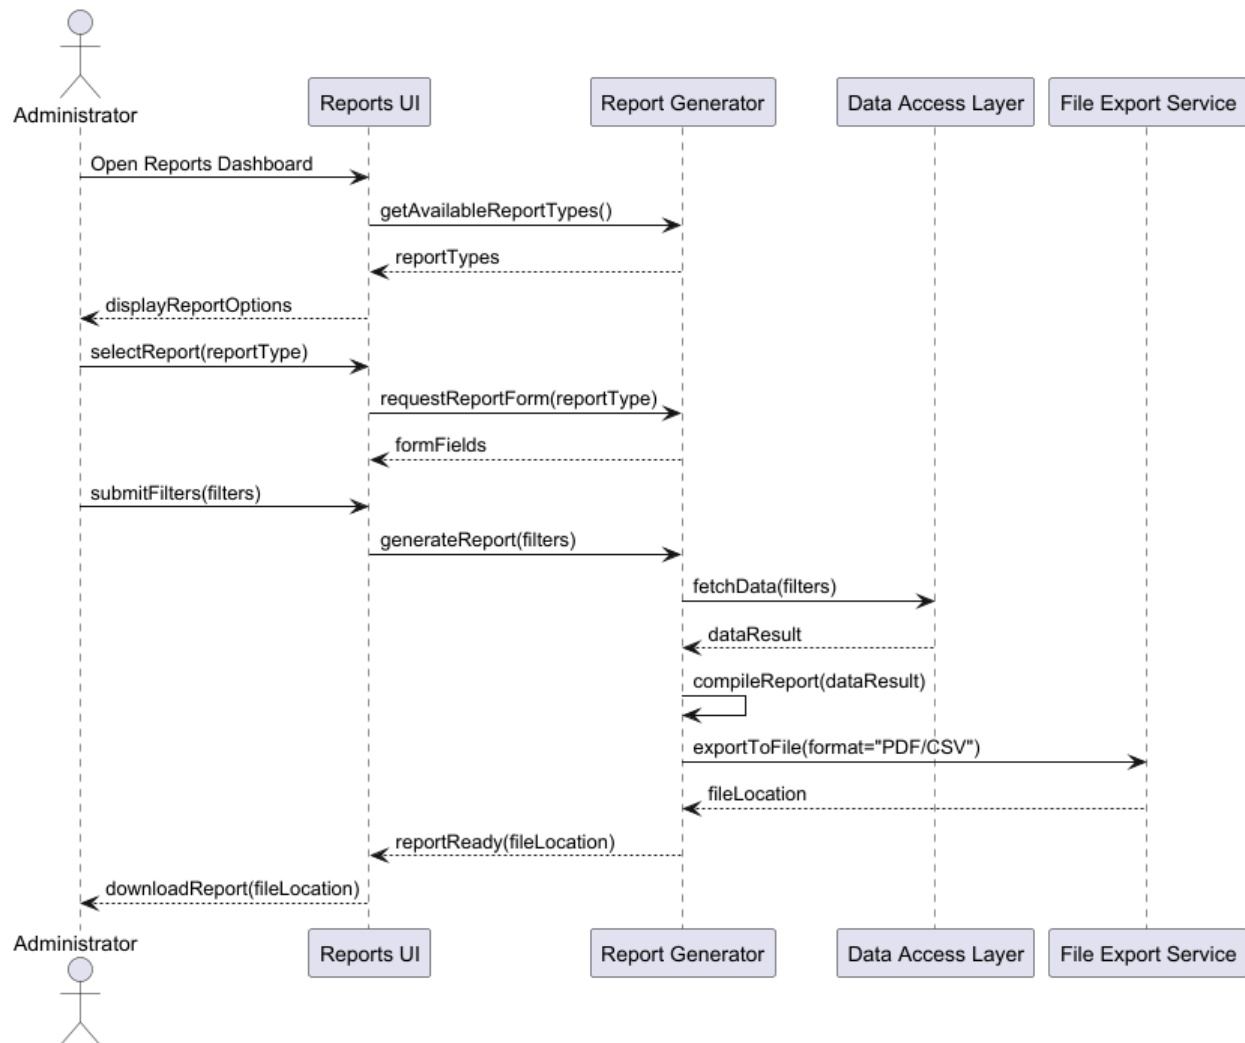 Administrator
Reports UI
Report Generator
Data Access Layer
File Export Service
Open Reports Dashboard
getAvailableReportTypes()
reportTypes
displayReportOptions
selectReport(reportType)
requestReportForm(reportType)
formFields
submitFilters(filters)
generateReport(filters)
fetchData(filters)
dataResult
compileReport(dataResult)
exportToFile(format="PDF/CSV")
fileLocation
reportReady(fileLocation)
downloadReport(fileLocation)
Administrator
Reports UI
Report Generator
Data Access Layer
File Export Service